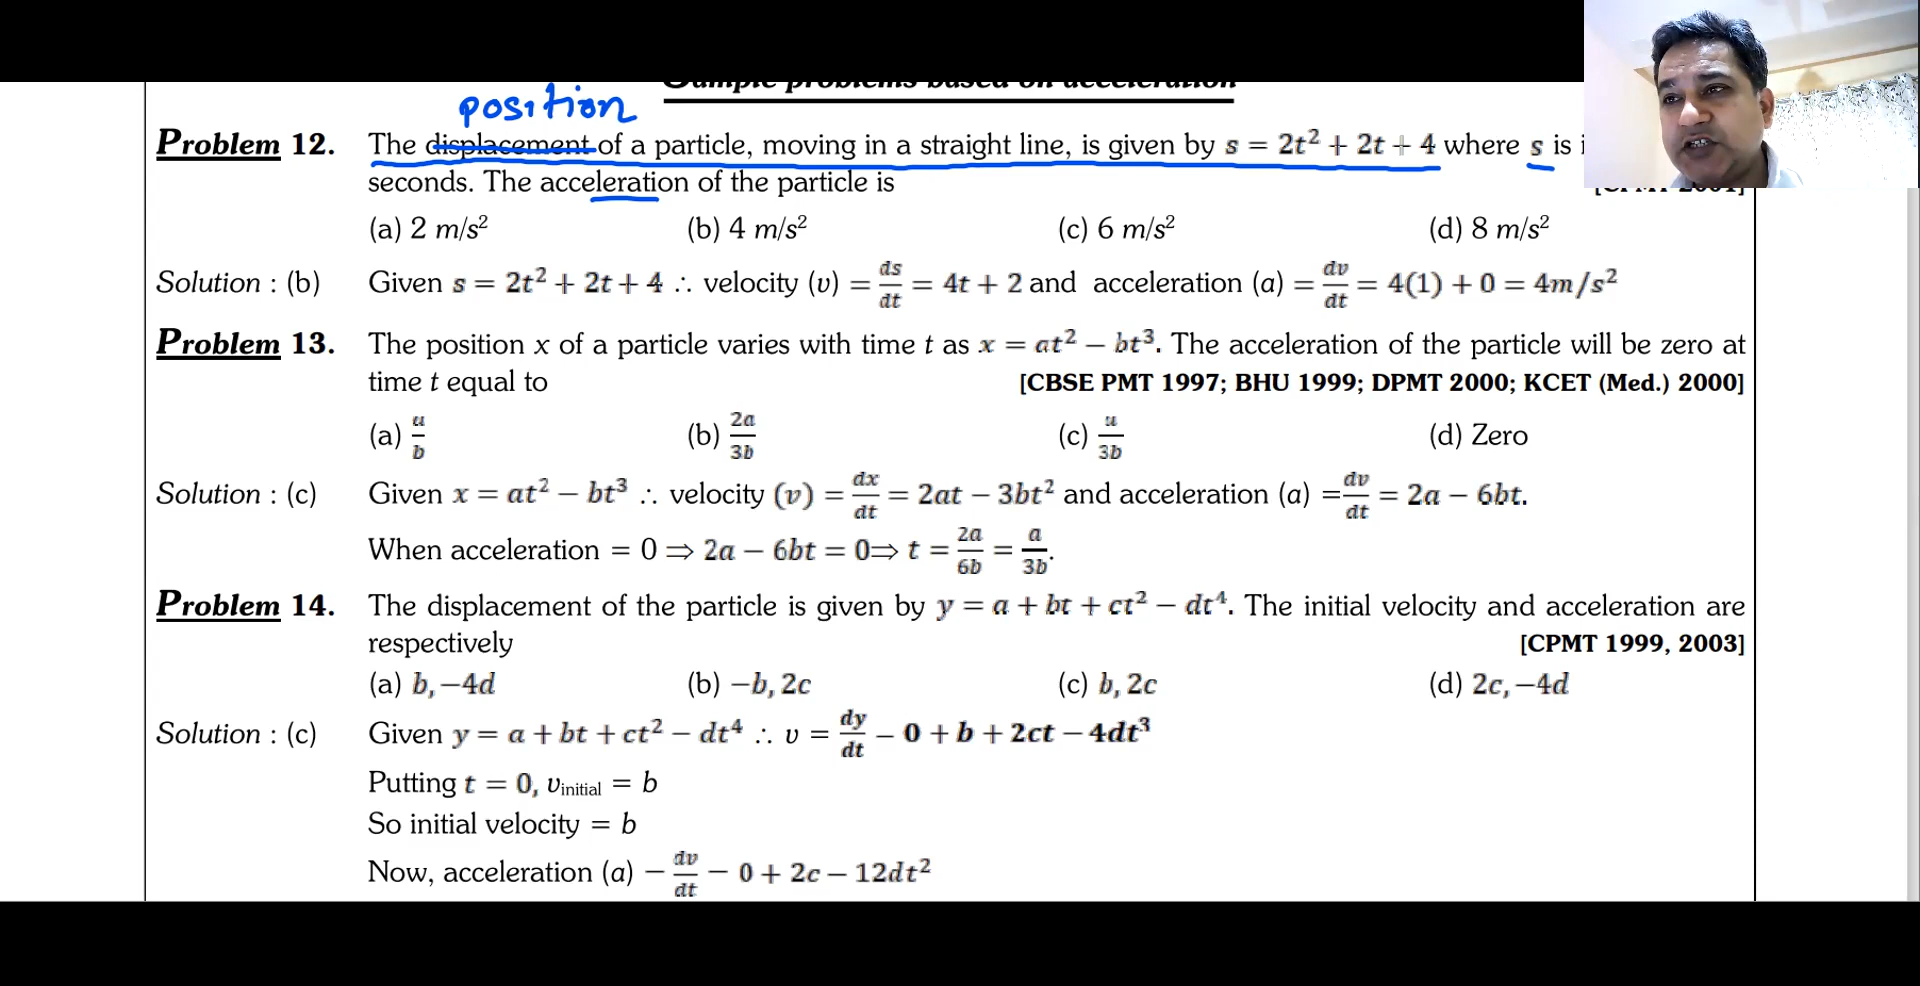 Sample problems based on acceleration
position
Problem 12. The displacement of a particle, moving in a straight line, is given by s = 2t² + 2t + 4 where s is
seconds. The acceleration of the particle is
(a) 2 m/s² (b) 4 m/s² (c) 6 m/s² (d) 8 m/s²
Solution : (b) Given s = 2t² + 2t + 4 ∴ velocity (v) = ds/dt = 4t + 2 and acceleration (a) = dv/dt = 4(1) + 0 = 4m/s²
Problem 13. The position x of a particle varies with time t as x = at² − bt³. The acceleration of the particle will be zero at
time t equal to [CBSE PMT 1997; BHU 1999; DPMT 2000; KCET (Med.) 2000]
(a) a/b (b) 2a/3b (c) a/3b (d) Zero
Solution : (c) Given x = at² − bt³ ∴ velocity (v) = dx/dt = 2at − 3bt² and acceleration (a) = dv/dt = 2a − 6bt.
When acceleration = 0 ⇒ 2a − 6bt = 0 ⇒ t = 2a/6b = a/3b.
Problem 14. The displacement of the particle is given by y = a + bt + ct² − dt⁴. The initial velocity and acceleration are
respectively [CPMT 1999, 2003]
(a) b, −4d (b) −b, 2c (c) b, 2c (d) 2c, −4d
Solution : (c) Given y = a + bt + ct² − dt⁴ ∴ v = dy/dt − 0 + b + 2ct − 4dt³
Putting t = 0, vinitial = b
So initial velocity = b
Now, acceleration (a) − dv/dt − 0 + 2c − 12dt²